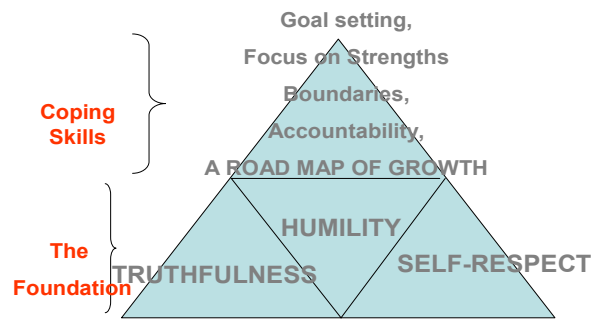 Goal setting,
Focus on Strengths
Boundaries,
Accountability,
A ROAD MAP OF GROWTH
Coping
Skills
HUMILITY
TRUTHFULNESS
SELF-RESPECT
The
Foundation